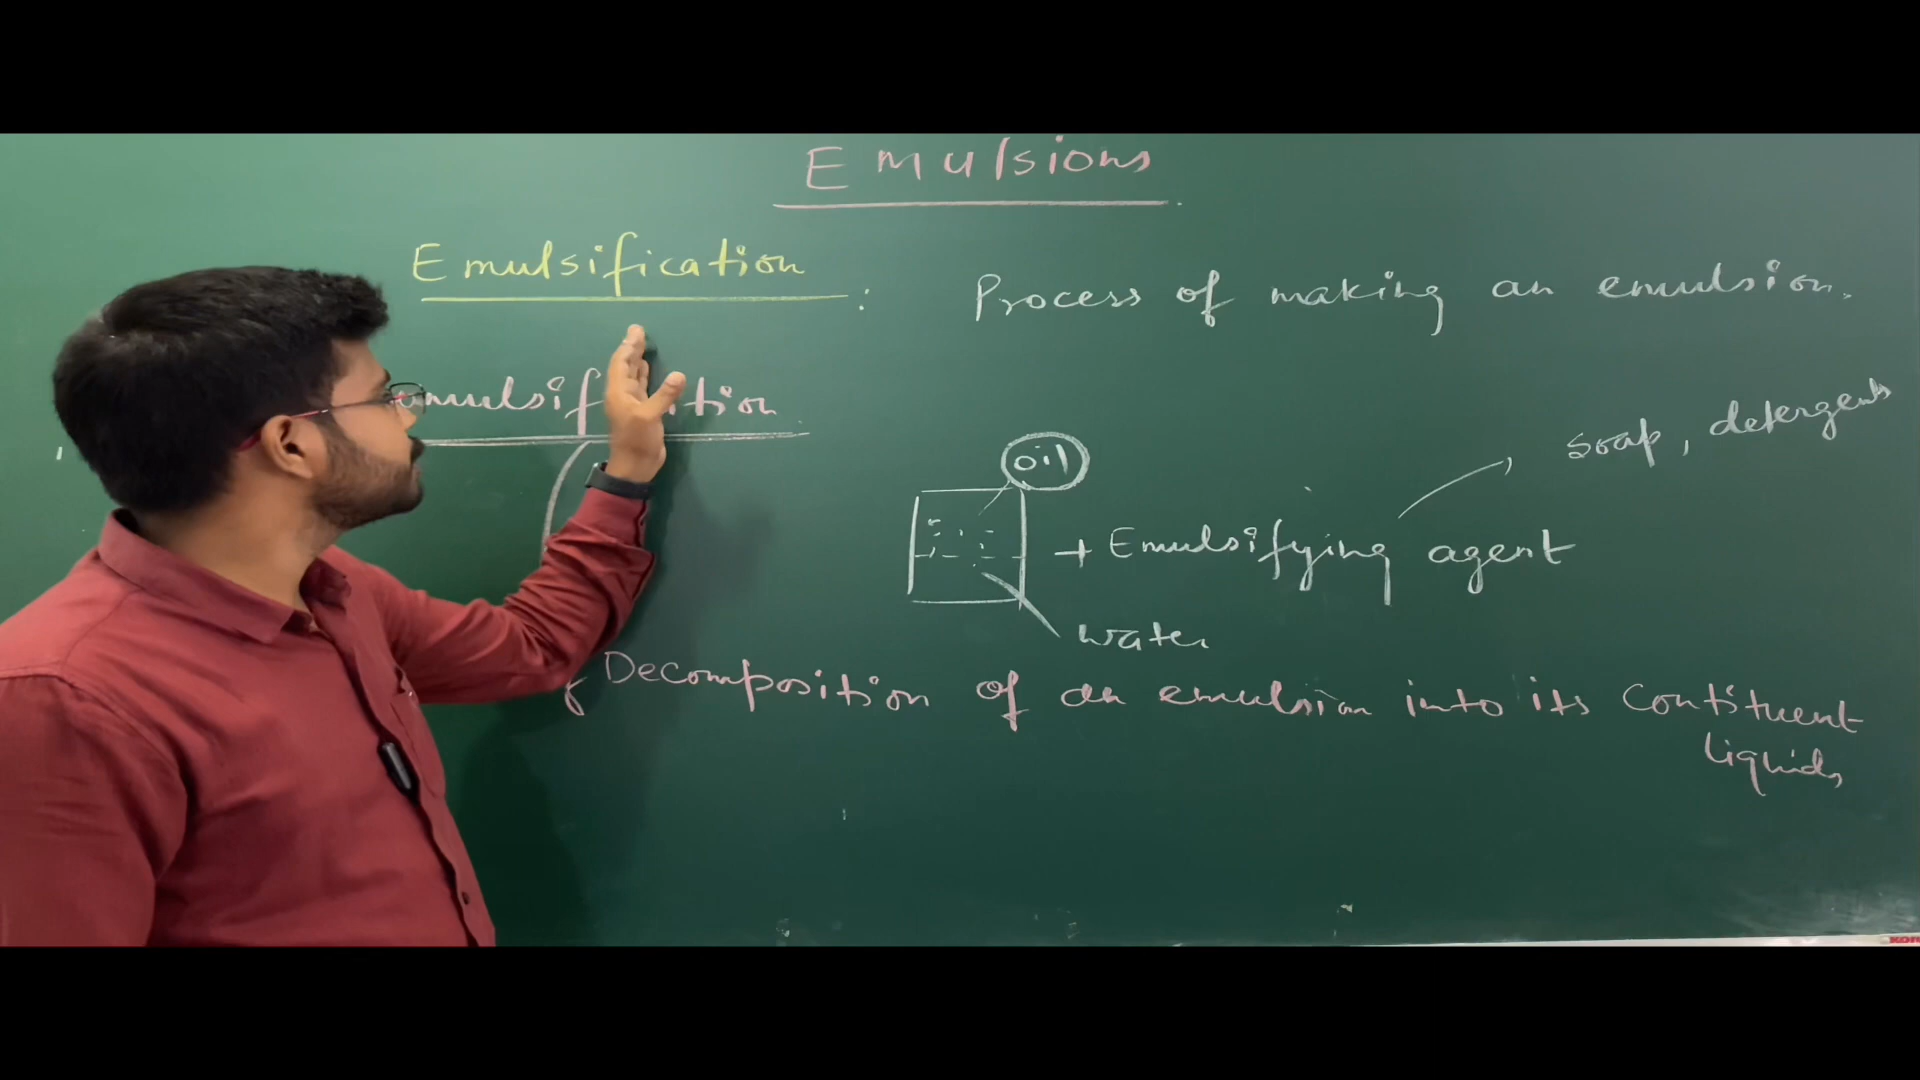 Emulsions
Emulsification : Process of making an emulsion.
soap, detergents
oil
+ Emulsifying agent
water
Decomposition of an emulsion into its contituent
liquids